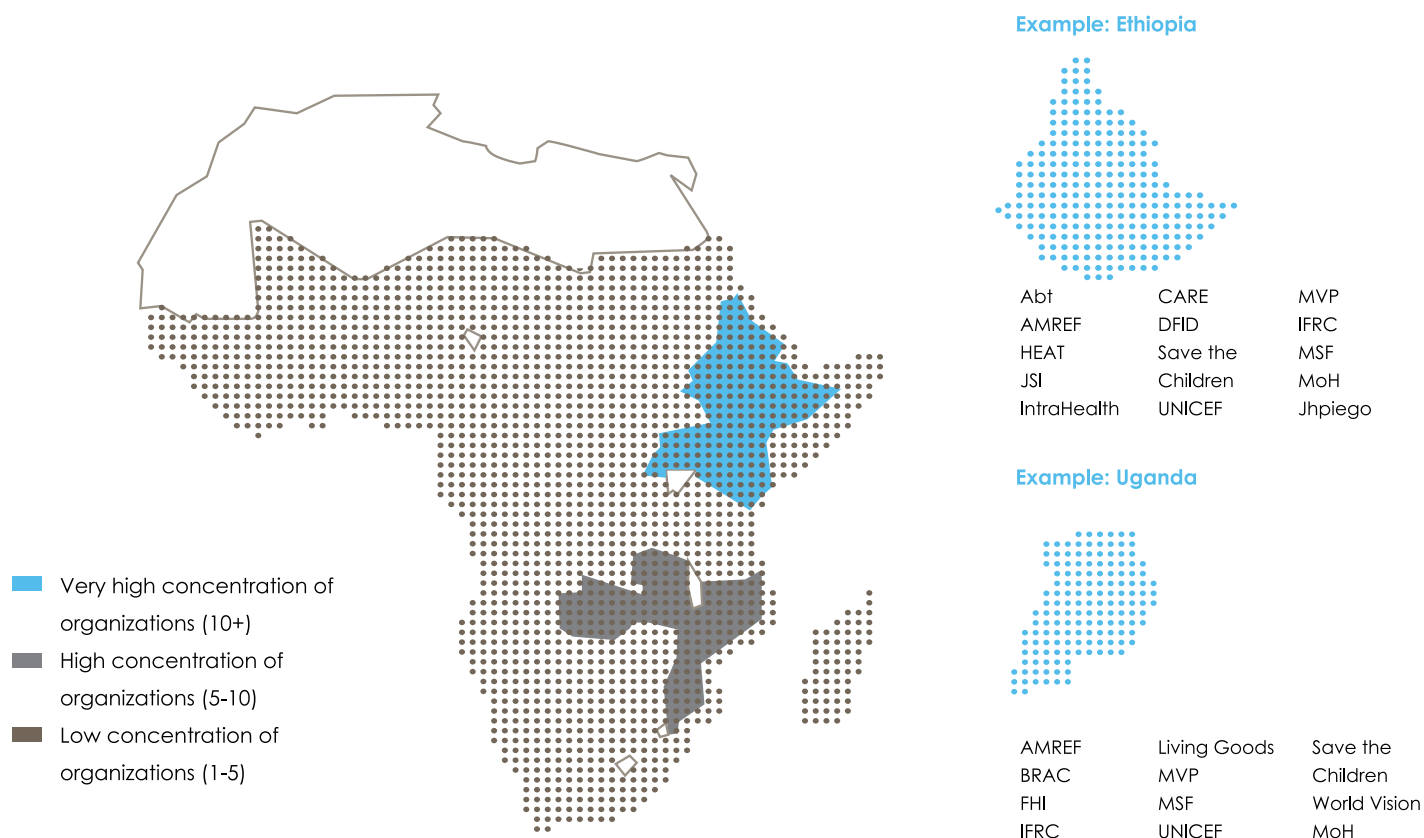 Example: Ethiopia
Abt CARE MVP
AMREF DFID IFRC
HEAT Save the MSF
JSI Children MoH
IntraHealth UNICEF Jhpiego
Example: Uganda
AMREF Living Goods Save the
BRAC MVP Children
FHI MSF World Vision
IFRC UNICEF MoH
Very high concentration of
organizations (10+)
High concentration of
organizations (5-10)
Low concentration of
organizations (1-5)